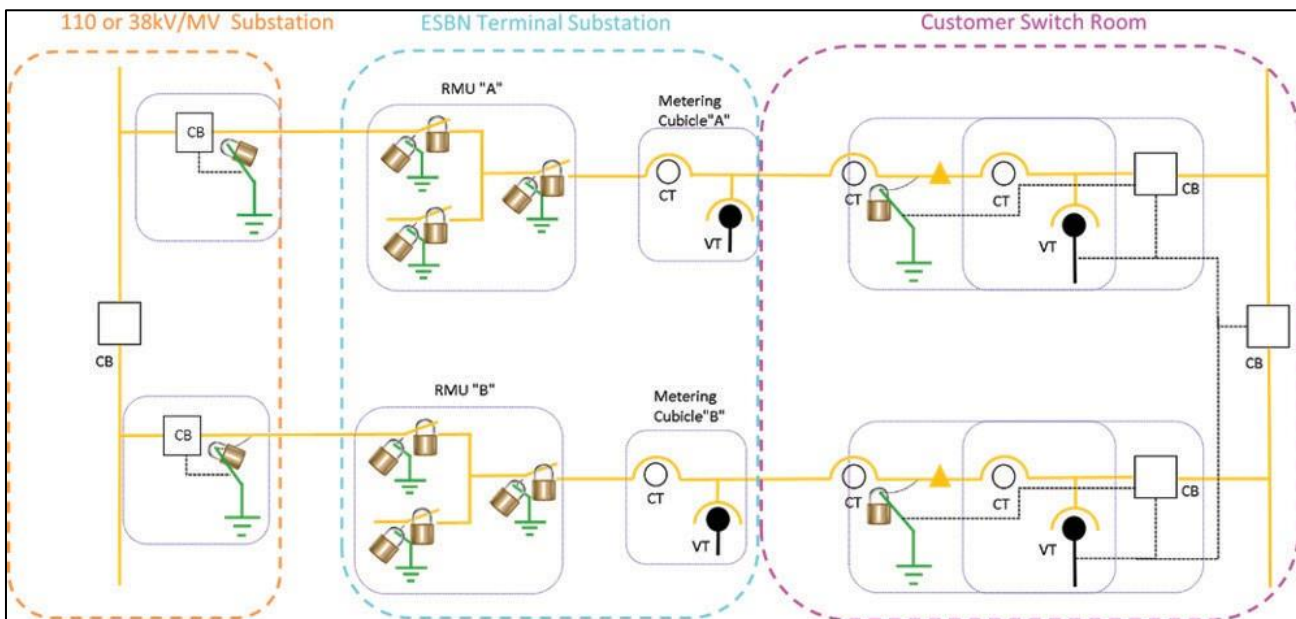 110 or 38kV/MV Substation
ESBN Terminal Substation
Customer Switch Room
RMU "A"
Metering
Cubicle"A"
CB
CT
VT
CT
CT
VT
CB
CB
CB
RMU "B"
Metering
Cubicle"B"
CB
CT
VT
CT
CT
VT
CB